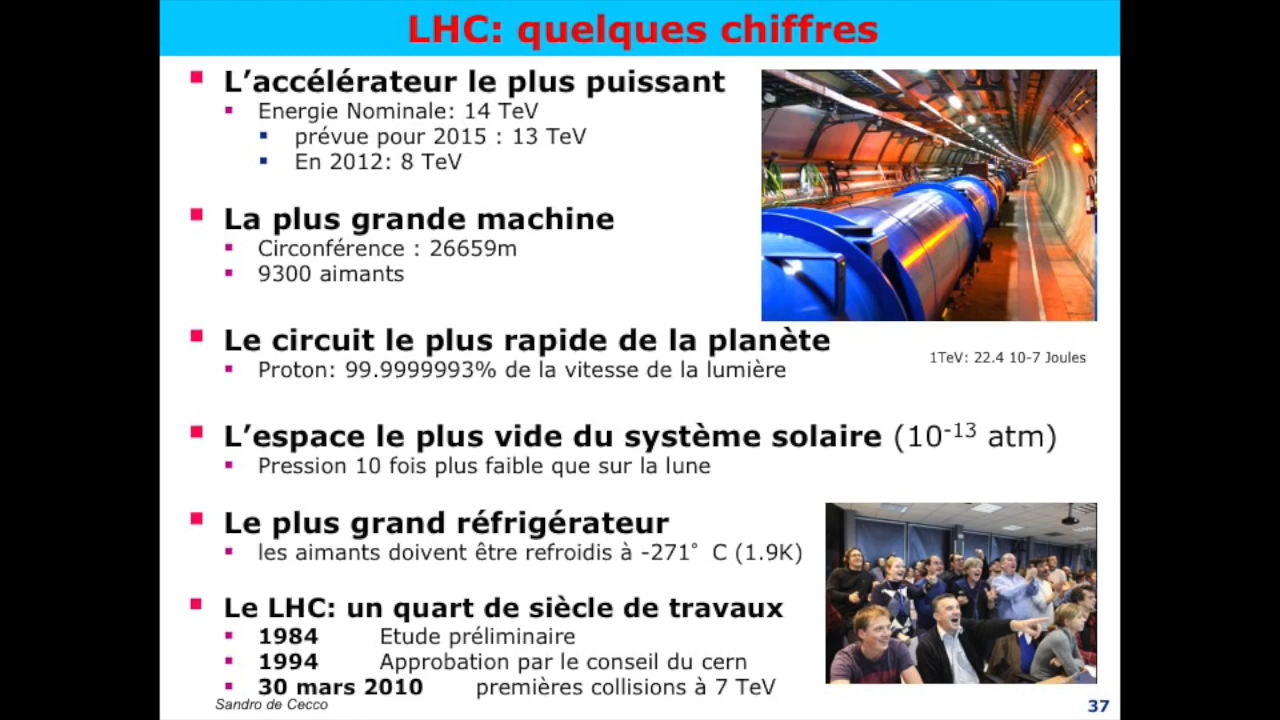 LHC: quelques chiffres
L’accélérateur le plus puissant
Energie Nominale: 14 TeV
prévue pour 2015 : 13 TeV
En 2012: 8 TeV
La plus grande machine
Circonférence : 26659m
9300 aimants
Le circuit le plus rapide de la planète
1TeV: 22.4 10-7 Joules
Proton: 99.9999993% de la vitesse de la lumière
L’espace le plus vide du système solaire (10⁻¹³ atm)
Pression 10 fois plus faible que sur la lune
Le plus grand réfrigérateur
les aimants doivent être refroidis à -271° C (1.9K)
Le LHC: un quart de siècle de travaux
1984 Etude préliminaire
1994 Approbation par le conseil du cern
30 mars 2010 premières collisions à 7 TeV
Sandro de Cecco
37